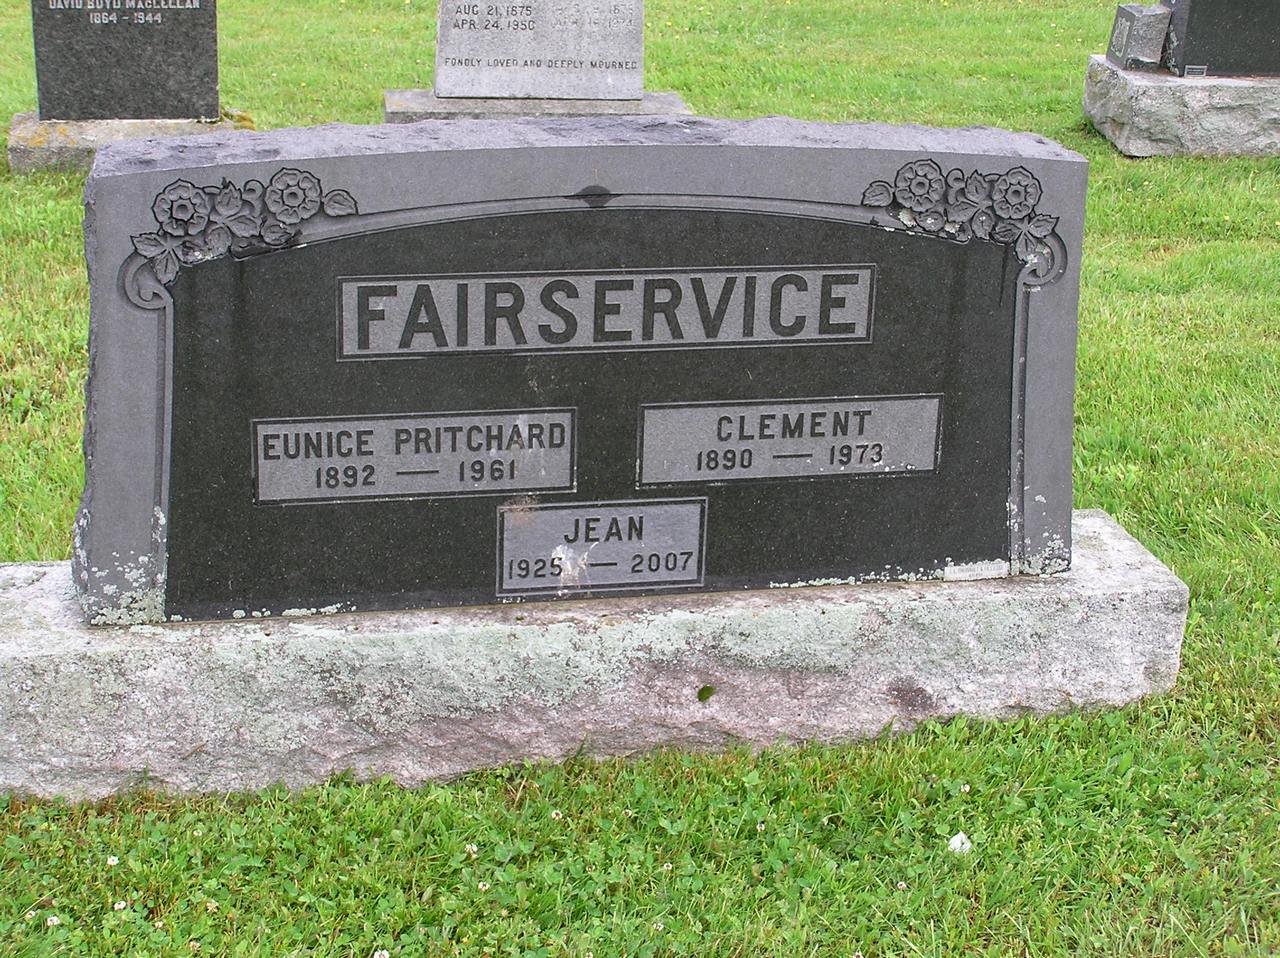 DAVID BOYD MACLELLAN
1864 - 1944
AUG 21, 1875
APR. 24, 1950
FONDLY LOVED AND DEEPLY MOURNED
FAIRSERVICE
EUNICE PRITCHARD
1892 — 1961
CLEMENT
1890 — 1973
JEAN
1925 — 2007